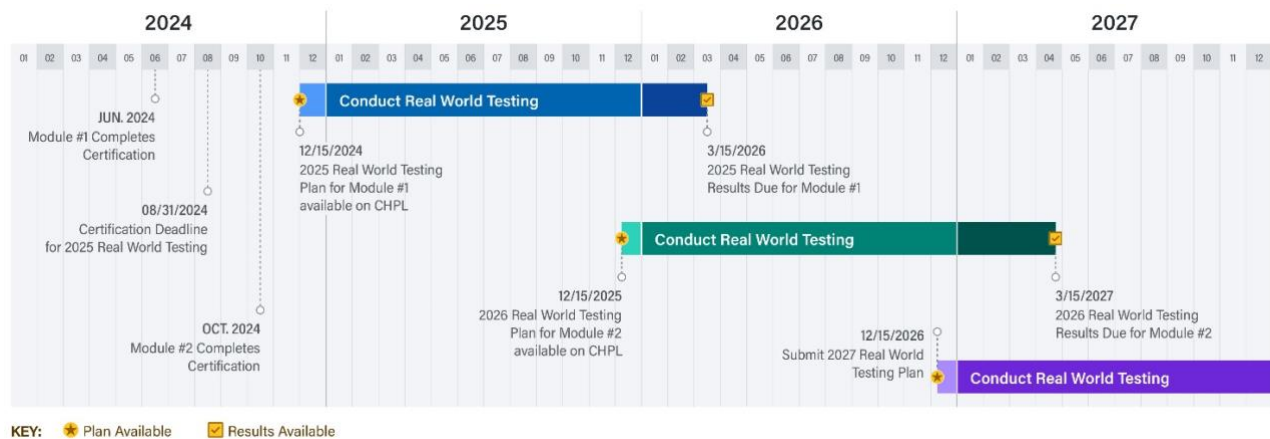 2024
2025
2026
2027
01 02 03 04 05 06 07 08 09 10 11 12 01 02 03 04 05 06 07 08 09 10 11 12 01 02 03 04 05 06 07 08 09 10 11 12 01 02 03 04 05 06 07 08 09 10 11 12
Conduct Real World Testing
JUN. 2024
Module #1 Completes
Certification
12/15/2024
2025 Real World Testing
Plan for Module #1
available on CHPL
3/15/2026
2025 Real World Testing
Results Due for Module #1
08/31/2024
Certification Deadline
for 2025 Real World Testing
Conduct Real World Testing
12/15/2025
2026 Real World Testing
Plan for Module #2
available on CHPL
3/15/2027
2026 Real World Testing
Results Due for Module #2
OCT. 2024
Module #2 Completes
Certification
12/15/2026
Submit 2027 Real World
Testing Plan
Conduct Real World Testing
KEY: Plan Available Results Available